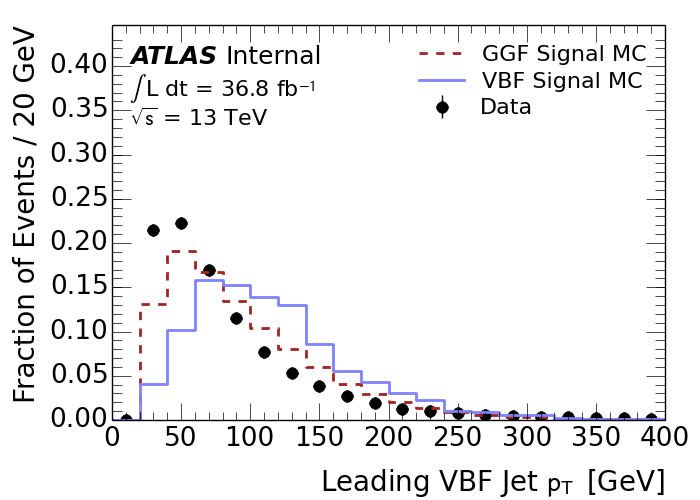 ATLAS Internal
∫L dt = 36.8 fb⁻¹
√s = 13 TeV
GGF Signal MC
VBF Signal MC
Data
Fraction of Events / 20 GeV
0.40
0.35
0.30
0.25
0.20
0.15
0.10
0.05
0.00
0 50 100 150 200 250 300 350 400
Leading VBF Jet pT [GeV]